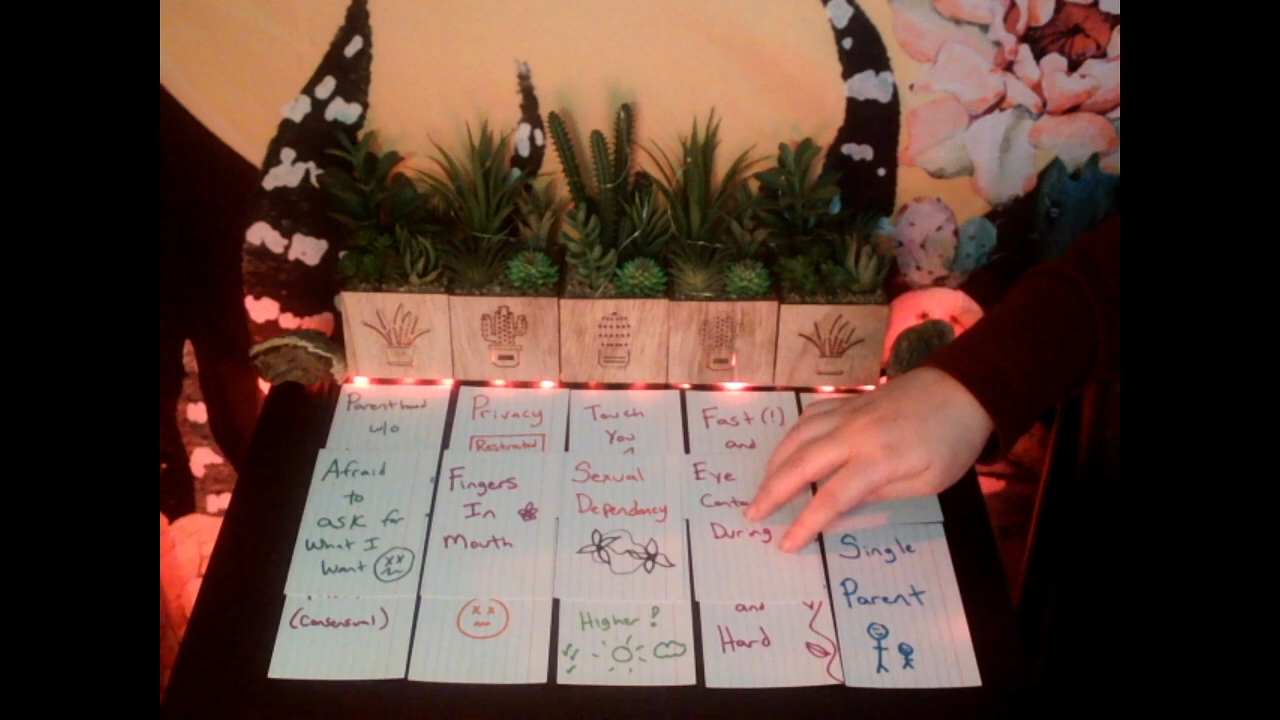 Parenthood
w/o
Privacy
Restricted
Touch
You
Fast (!)
and
Afraid
to
ask for
What I
Want
Fingers
In
Mouth
Sexual
Dependancy
Eye
During
Single
Parent
(Consensual)
Higher!
and
Hard